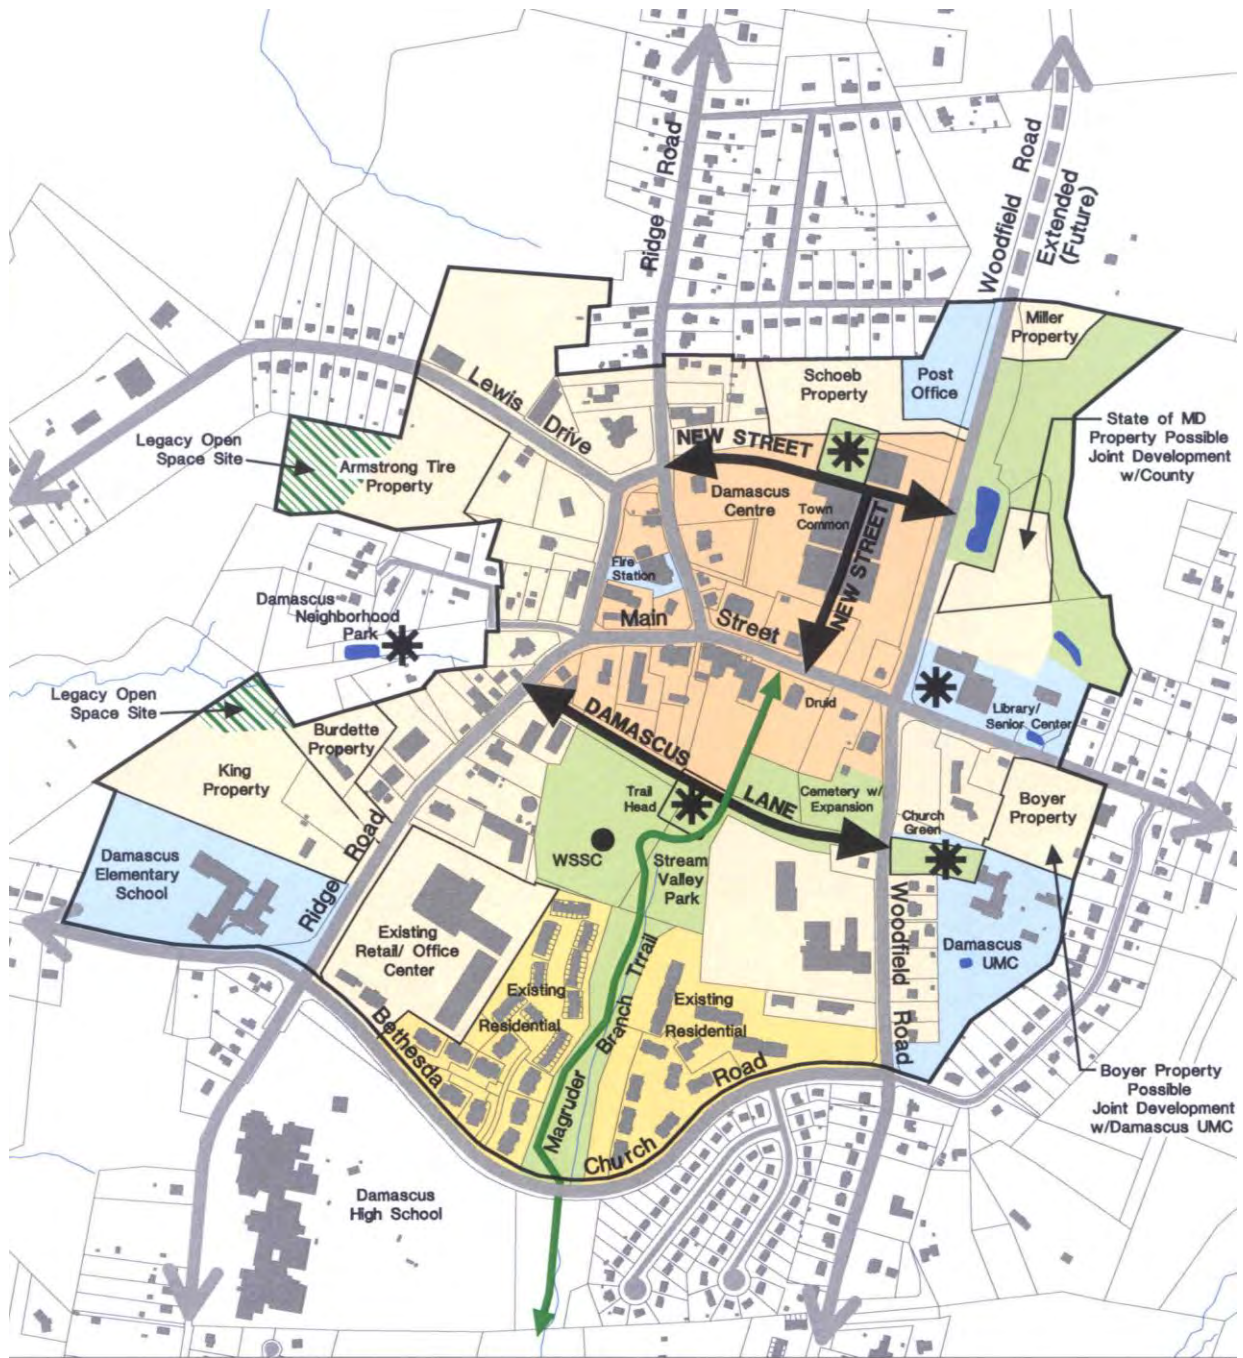 Ridge Road
Woodfield Road
Extended
(Future)
Miller
Property
Schoeb
Property
Post
Office
Lewis Drive
NEW STREET
State of MD
Property Possible
Joint Development
w/County
Legacy Open
Space Site
Armstrong Tire
Property
Damascus
Centre
Town
Common
NEW STREET
Fire
Station
Damascus
Neighborhood
Park
Main Street
Legacy Open
Space Site
Burdette
Property
DAMASCUS LANE
Druid
Library/
Senior Center
King
Property
Trail
Head
Cemetery w/
Expansion
Church
Green
Boyer
Property
Damascus
Elementary
School
WSSC
Stream
Valley
Park
Ridge Road
Existing
Retail/ Office
Center
Woodfield Road
Damascus
UMC
Existing
Residential
Existing
Residential
Magruder Branch Trrail
Bethesda Church Road
Boyer Property
Possible
Joint Development
w/Damascus UMC
Damascus
High School